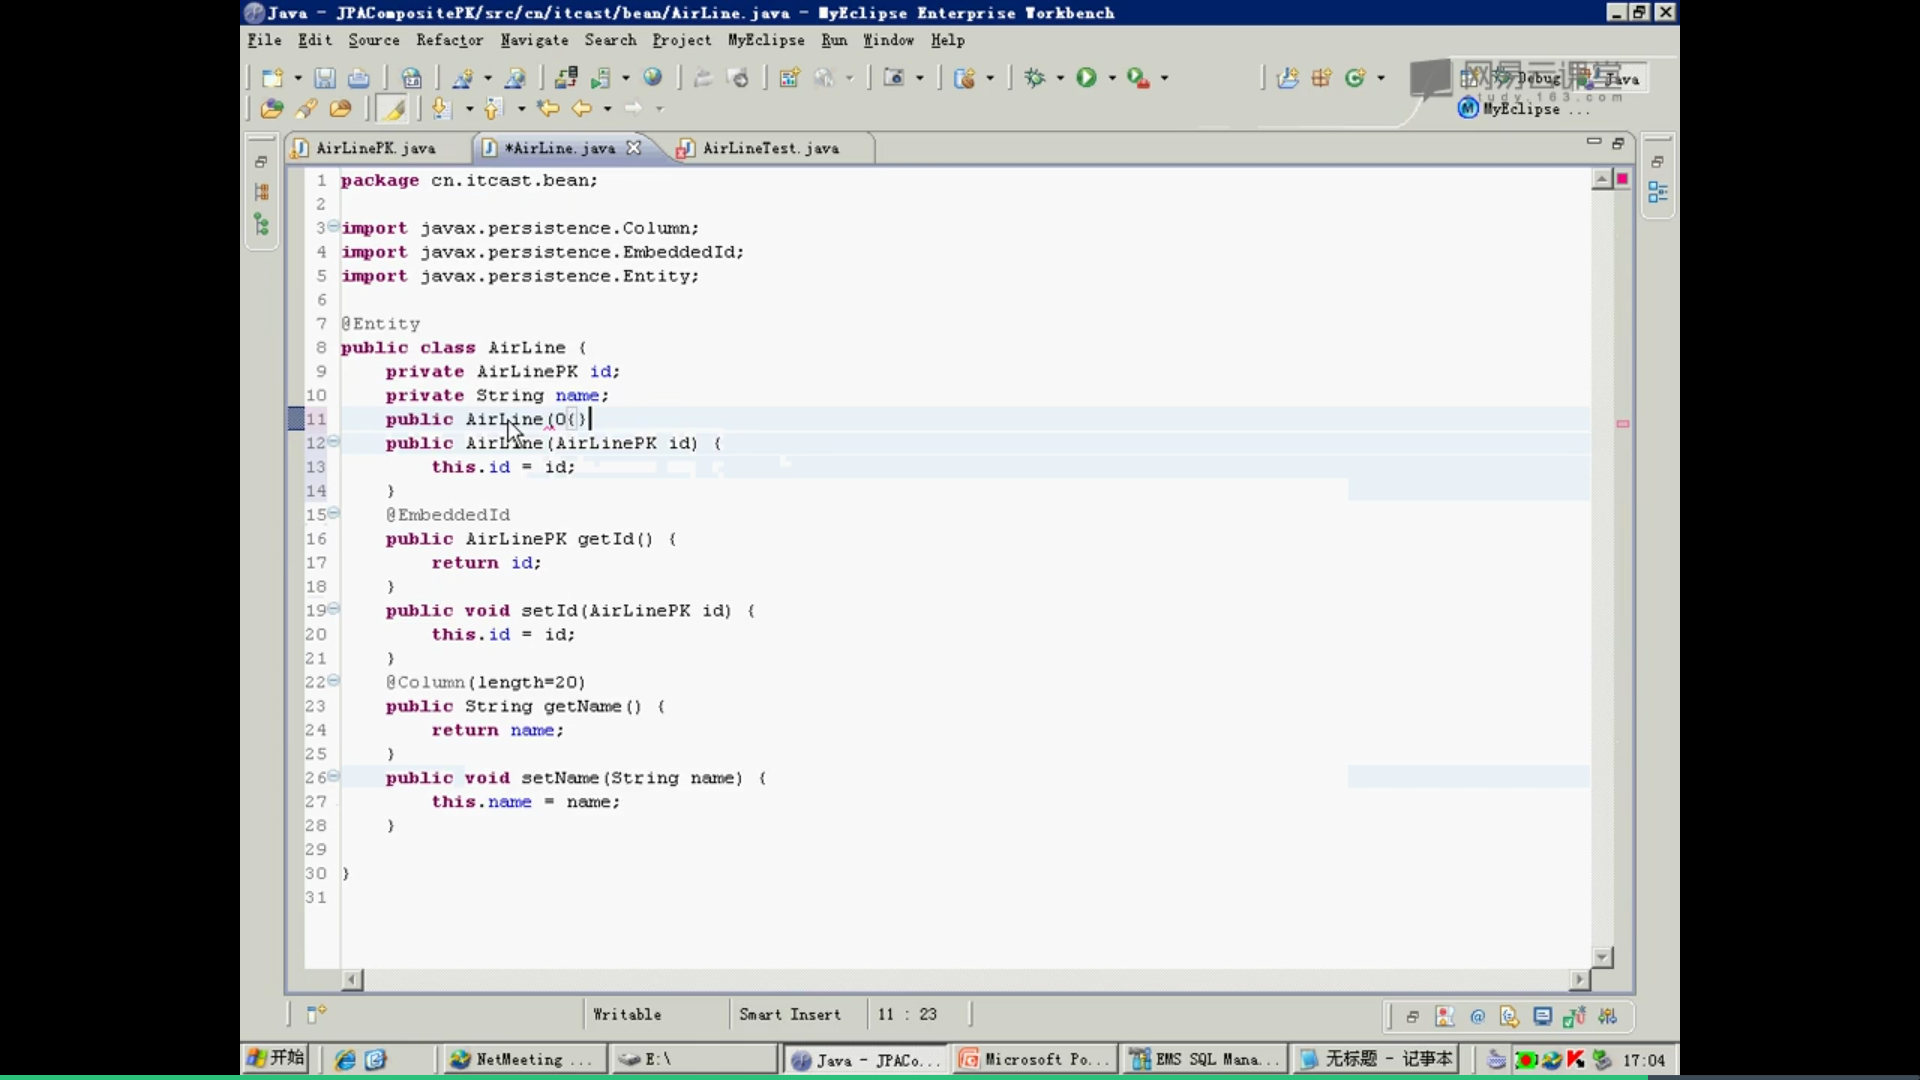 Java - JPACompositePK/src/cn/itcast/bean/AirLine.java - MyEclipse Enterprise Workbench
File Edit Source Refactor Navigate Search Project MyEclipse Run Window Help
网易云课堂
Debug Java
study.163.com
MyEclipse ...
AirLinePK.java *AirLine.java AirLineTest.java
1 package cn.itcast.bean;
2
3 import javax.persistence.Column;
4 import javax.persistence.EmbeddedId;
5 import javax.persistence.Entity;
6
7 @Entity
8 public class AirLine {
9 private AirLinePK id;
10 private String name;
11 public AirLine(O{}
12 public AirLine(AirLinePK id) {
13 this.id = id;
14 }
15 @EmbeddedId
16 public AirLinePK getId() {
17 return id;
18 }
19 public void setId(AirLinePK id) {
20 this.id = id;
21 }
22 @Column(length=20)
23 public String getName() {
24 return name;
25 }
26 public void setName(String name) {
27 this.name = name;
28 }
29
30 }
31
Writable Smart Insert 11 : 23
开始 NetMeeting ... E:\ Java - JPACo... Microsoft Po... EMS SQL Mana... 无标题 - 记事本 17:04